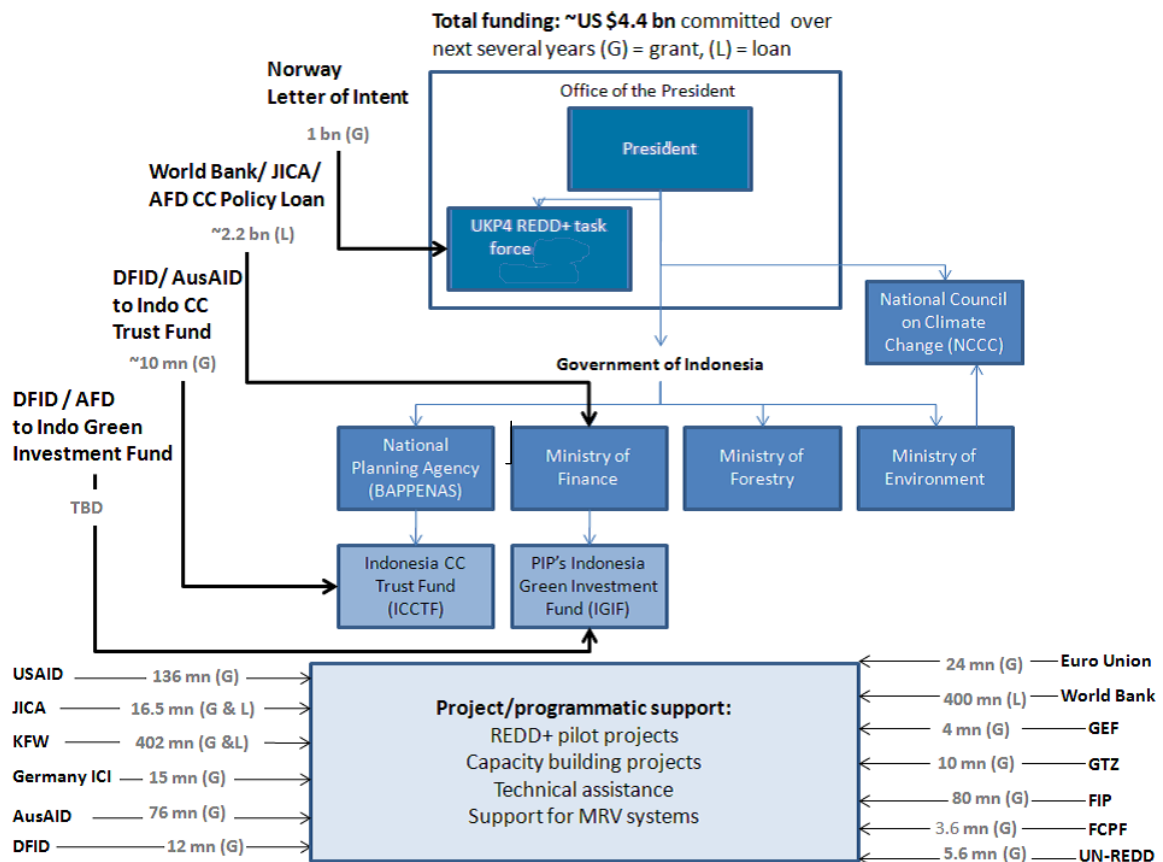 Total funding: ~US $4.4 bn committed over
next several years (G) = grant, (L) = loan
Norway
Letter of Intent
1 bn (G)
Office of the President
President
World Bank/ JICA/
AFD CC Policy Loan
~2.2 bn (L)
UKP4 REDD+ task
force
DFID/ AusAID
to Indo CC
Trust Fund
~10 mn (G)
National Council
on Climate
Change (NCCC)
Government of Indonesia
DFID / AFD
to Indo Green
Investment Fund
TBD
National
Planning Agency
(BAPPENAS)
Ministry of
Finance
Ministry of
Forestry
Ministry of
Environment
Indonesia CC
Trust Fund
(ICCTF)
PIP's Indonesia
Green Investment
Fund (IGIF)
USAID 136 mn (G)
JICA 16.5 mn (G & L)
KFW 402 mn (G &L)
Germany ICI 15 mn (G)
AusAID 76 mn (G)
DFID 12 mn (G)
Project/programmatic support:
REDD+ pilot projects
Capacity building projects
Technical assistance
Support for MRV systems
24 mn (G) Euro Union
400 mn (L) World Bank
4 mn (G) GEF
10 mn (G) GTZ
80 mn (G) FIP
3.6 mn (G) FCPF
5.6 mn (G) UN-REDD